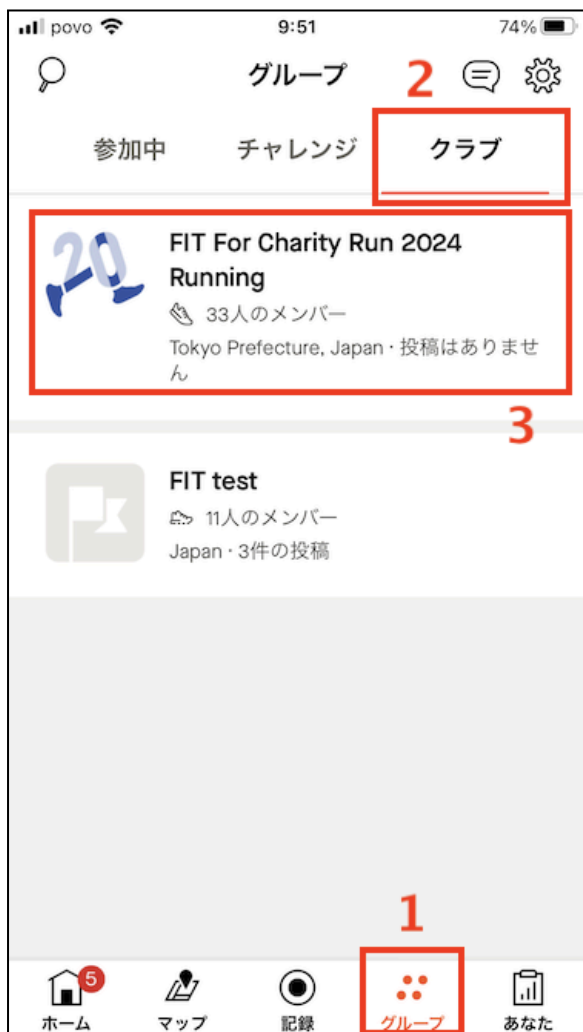 povo 9:51 74%
グループ 2
参加中 チャレンジ クラブ
20
FIT For Charity Run 2024
Running
33人のメンバー
Tokyo Prefecture, Japan · 投稿はありませ
ん
3
FIT test
11人のメンバー
Japan · 3件の投稿
1
5
ホーム マップ 記録 グループ あなた